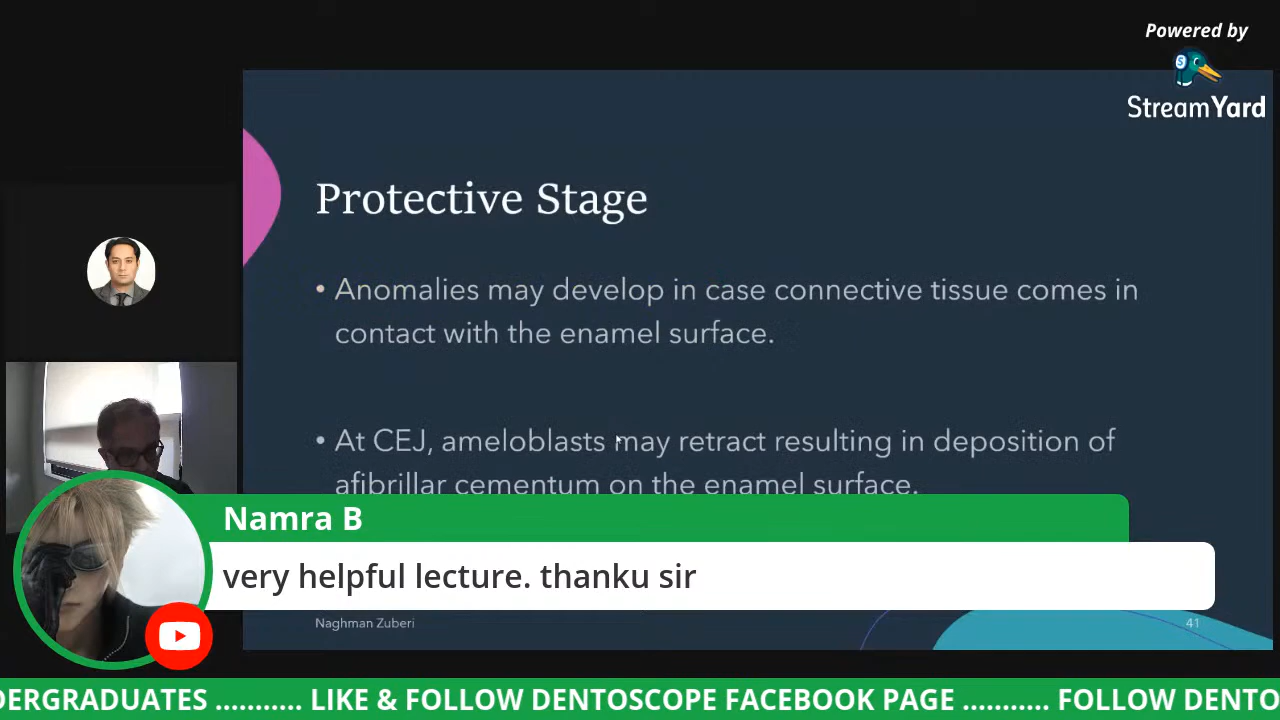 Powered by
StreamYard
Protective Stage
• Anomalies may develop in case connective tissue comes in
contact with the enamel surface.
• At CEJ, ameloblasts may retract resulting in deposition of
afibrillar cementum on the enamel surface.
Namra B
very helpful lecture. thanku sir
Naghman Zuberi
41
DERGRADUATES .......... LIKE & FOLLOW DENTOSCOPE FACEBOOK PAGE .......... FOLLOW DENTO